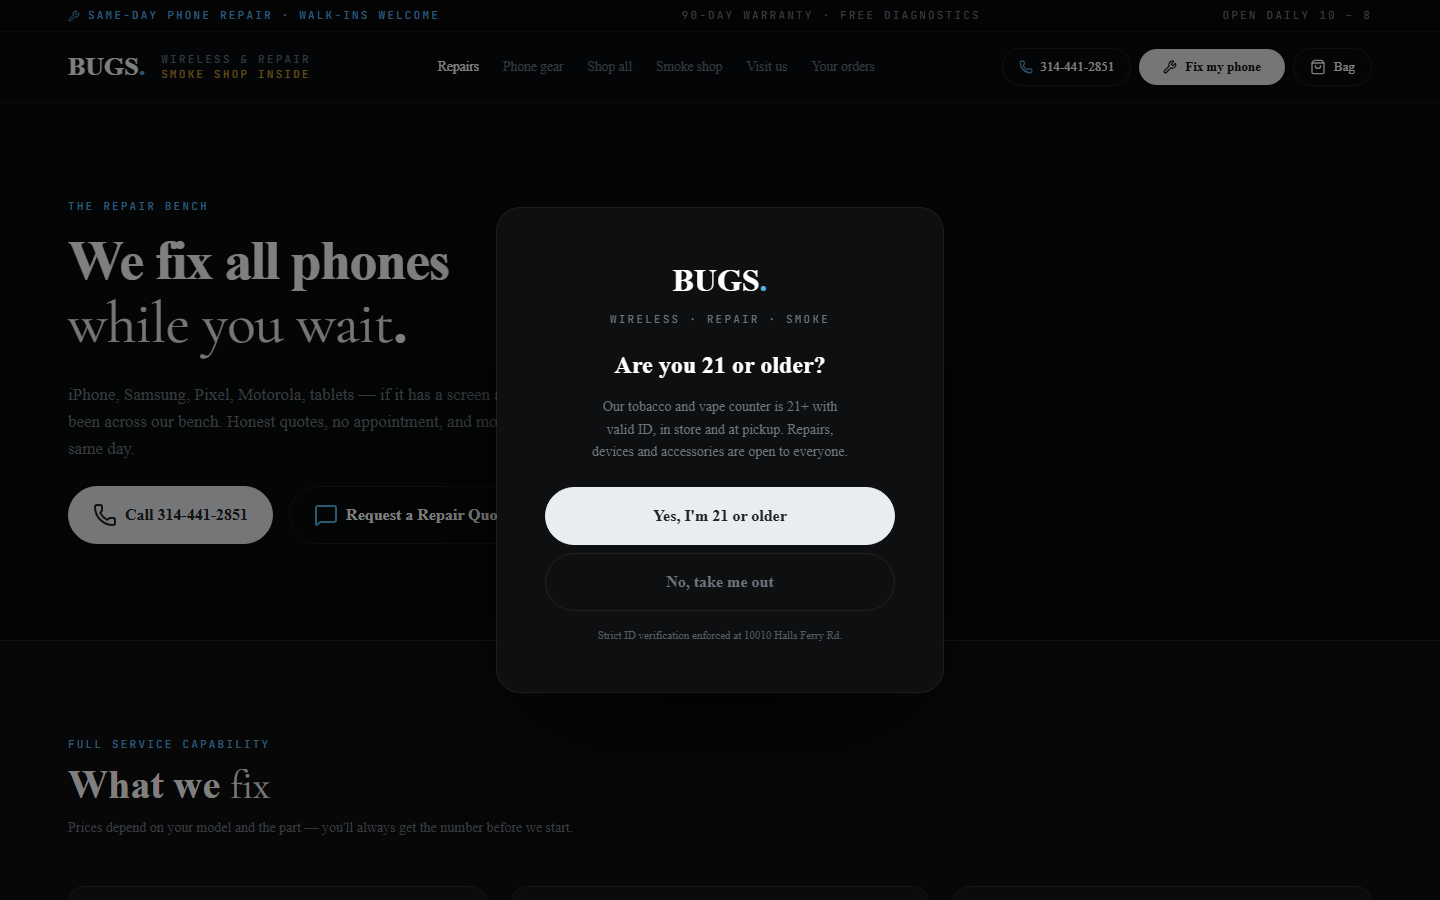 SAME-DAY PHONE REPAIR · WALK-INS WELCOME
90-DAY WARRANTY · FREE DIAGNOSTICS
OPEN DAILY 10 – 8
BUGS.
WIRELESS & REPAIR
SMOKE SHOP INSIDE
Repairs
Phone gear
Shop all
Smoke shop
Visit us
Your orders
314-441-2851
Fix my phone
Bag
THE REPAIR BENCH
We fix all phones
while you wait.
iPhone, Samsung, Pixel, Motorola, tablets — if it has a screen
been across our bench. Honest quotes, no appointment, and
same day.
Call 314-441-2851
Request a Repair
BUGS.
WIRELESS · REPAIR · SMOKE
Are you 21 or older?
Our tobacco and vape counter is 21+ with
valid ID, in store and at pickup. Repairs,
devices and accessories are open to everyone.
Yes, I'm 21 or older
No, take me out
Strict ID verification enforced at 10010 Halls Ferry Rd.
FULL SERVICE CAPABILITY
What we fix
Prices depend on your model and the part — you'll always get the number before we start.